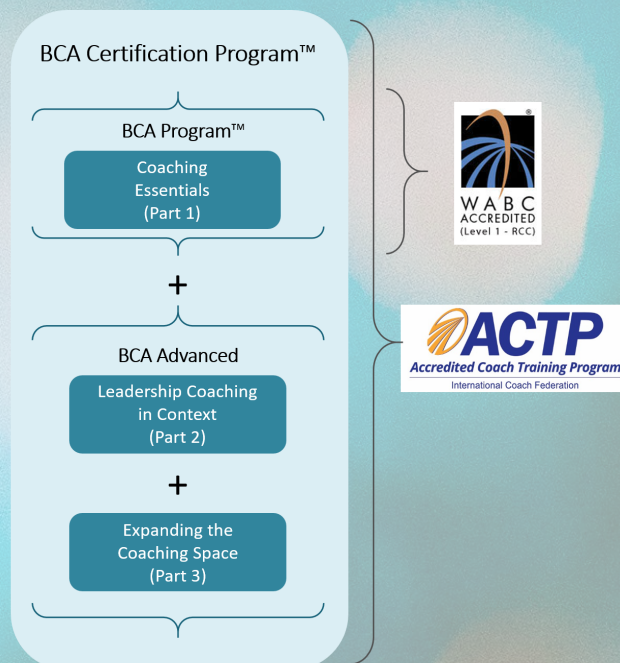 BCA Certification Program™
BCA Program™
Coaching
Essentials
(Part 1)
+
BCA Advanced
Leadership Coaching
in Context
(Part 2)
+
Expanding the
Coaching Space
(Part 3)
®
WABC
ACCREDITED
(Level 1 - RCC)
ACTP
Accredited Coach Training Program
International Coach Federation